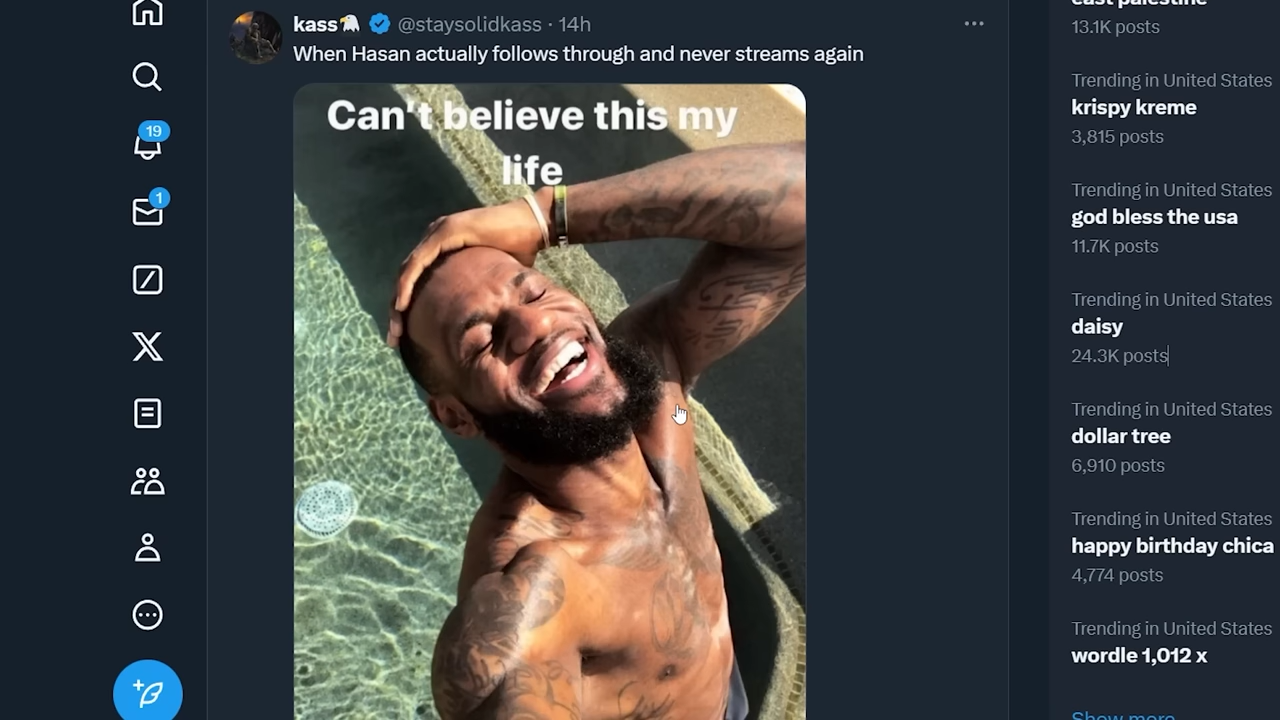 kass @staysolidkass · 14h
When Hasan actually follows through and never streams again
Can't believe this my
life
19
1
east palestine
13.1K posts
Trending in United States
krispy kreme
3,815 posts
Trending in United States
god bless the usa
11.7K posts
Trending in United States
daisy
24.3K posts
Trending in United States
dollar tree
6,910 posts
Trending in United States
happy birthday chica
4,774 posts
Trending in United States
wordle 1,012 x
Show more